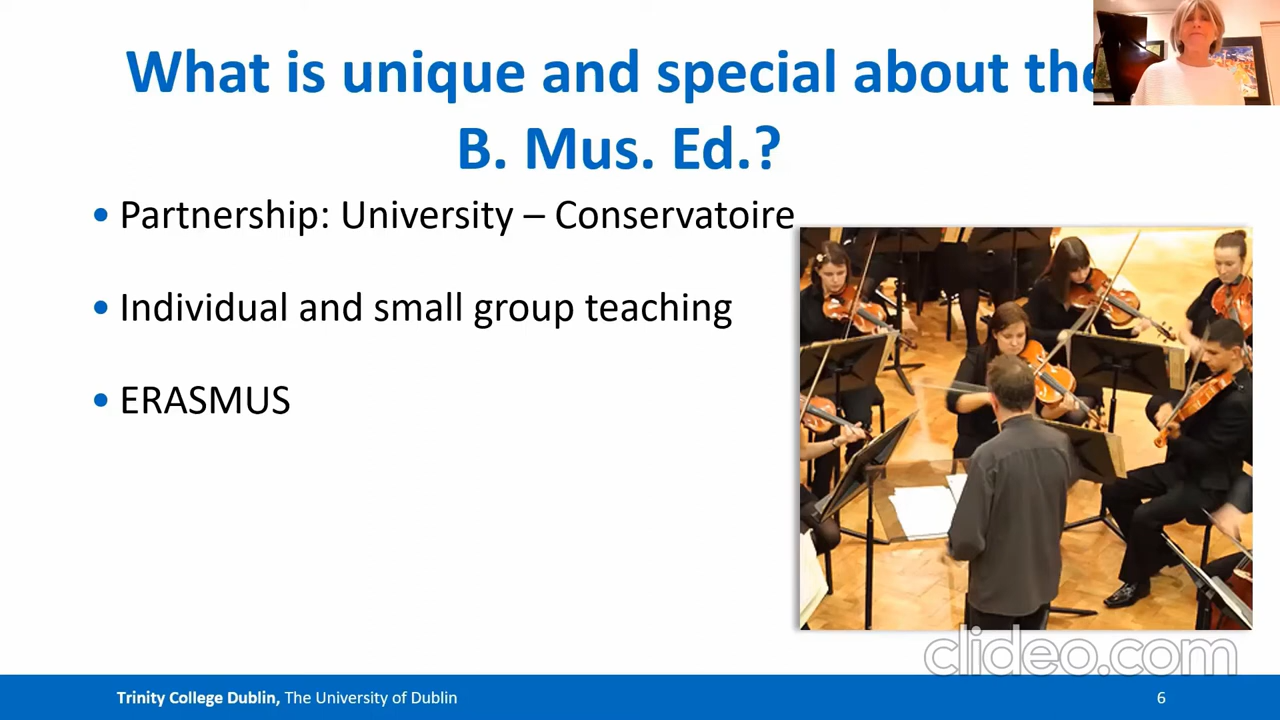 What is unique and special about the
B. Mus. Ed.?
• Partnership: University – Conservatoire
• Individual and small group teaching
• ERASMUS
clideo.com
Trinity College Dublin, The University of Dublin
6